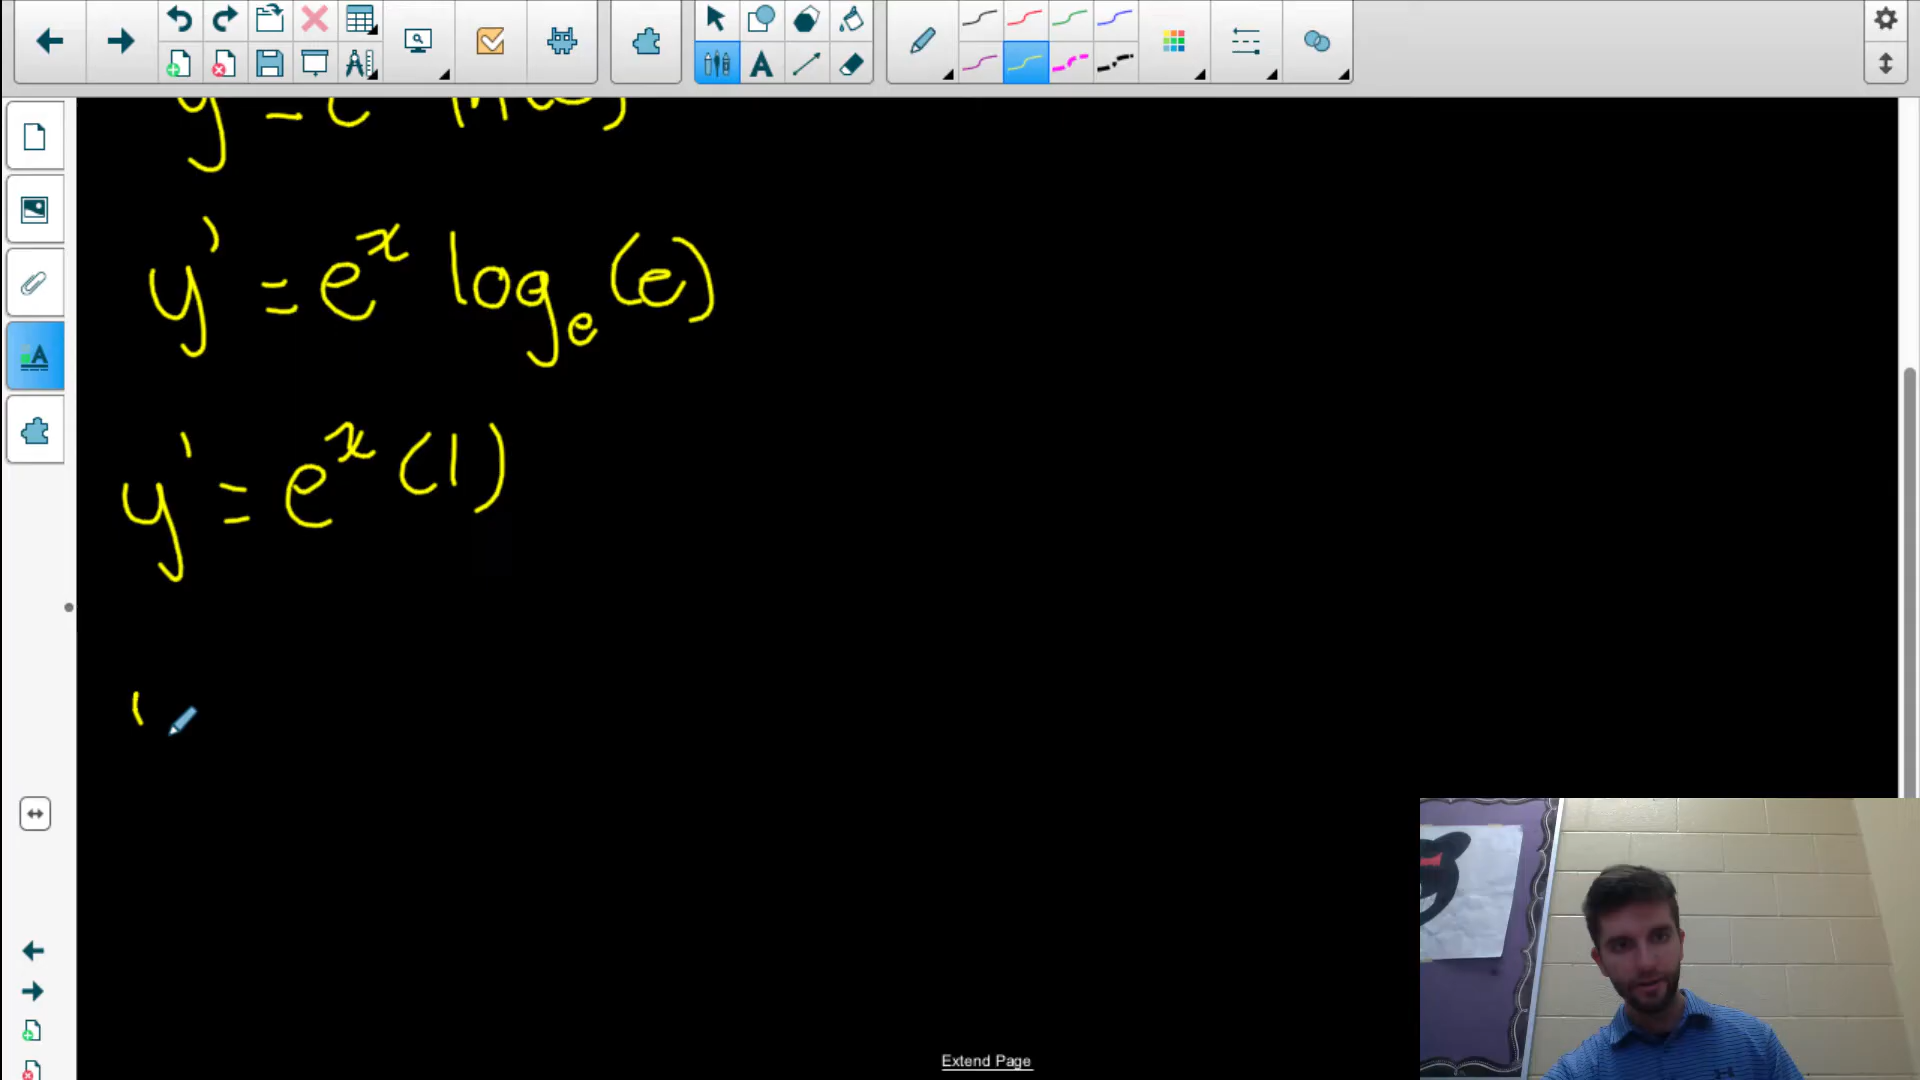 y' = e^x log_e (e)
y' = e^x (1)
Extend Page